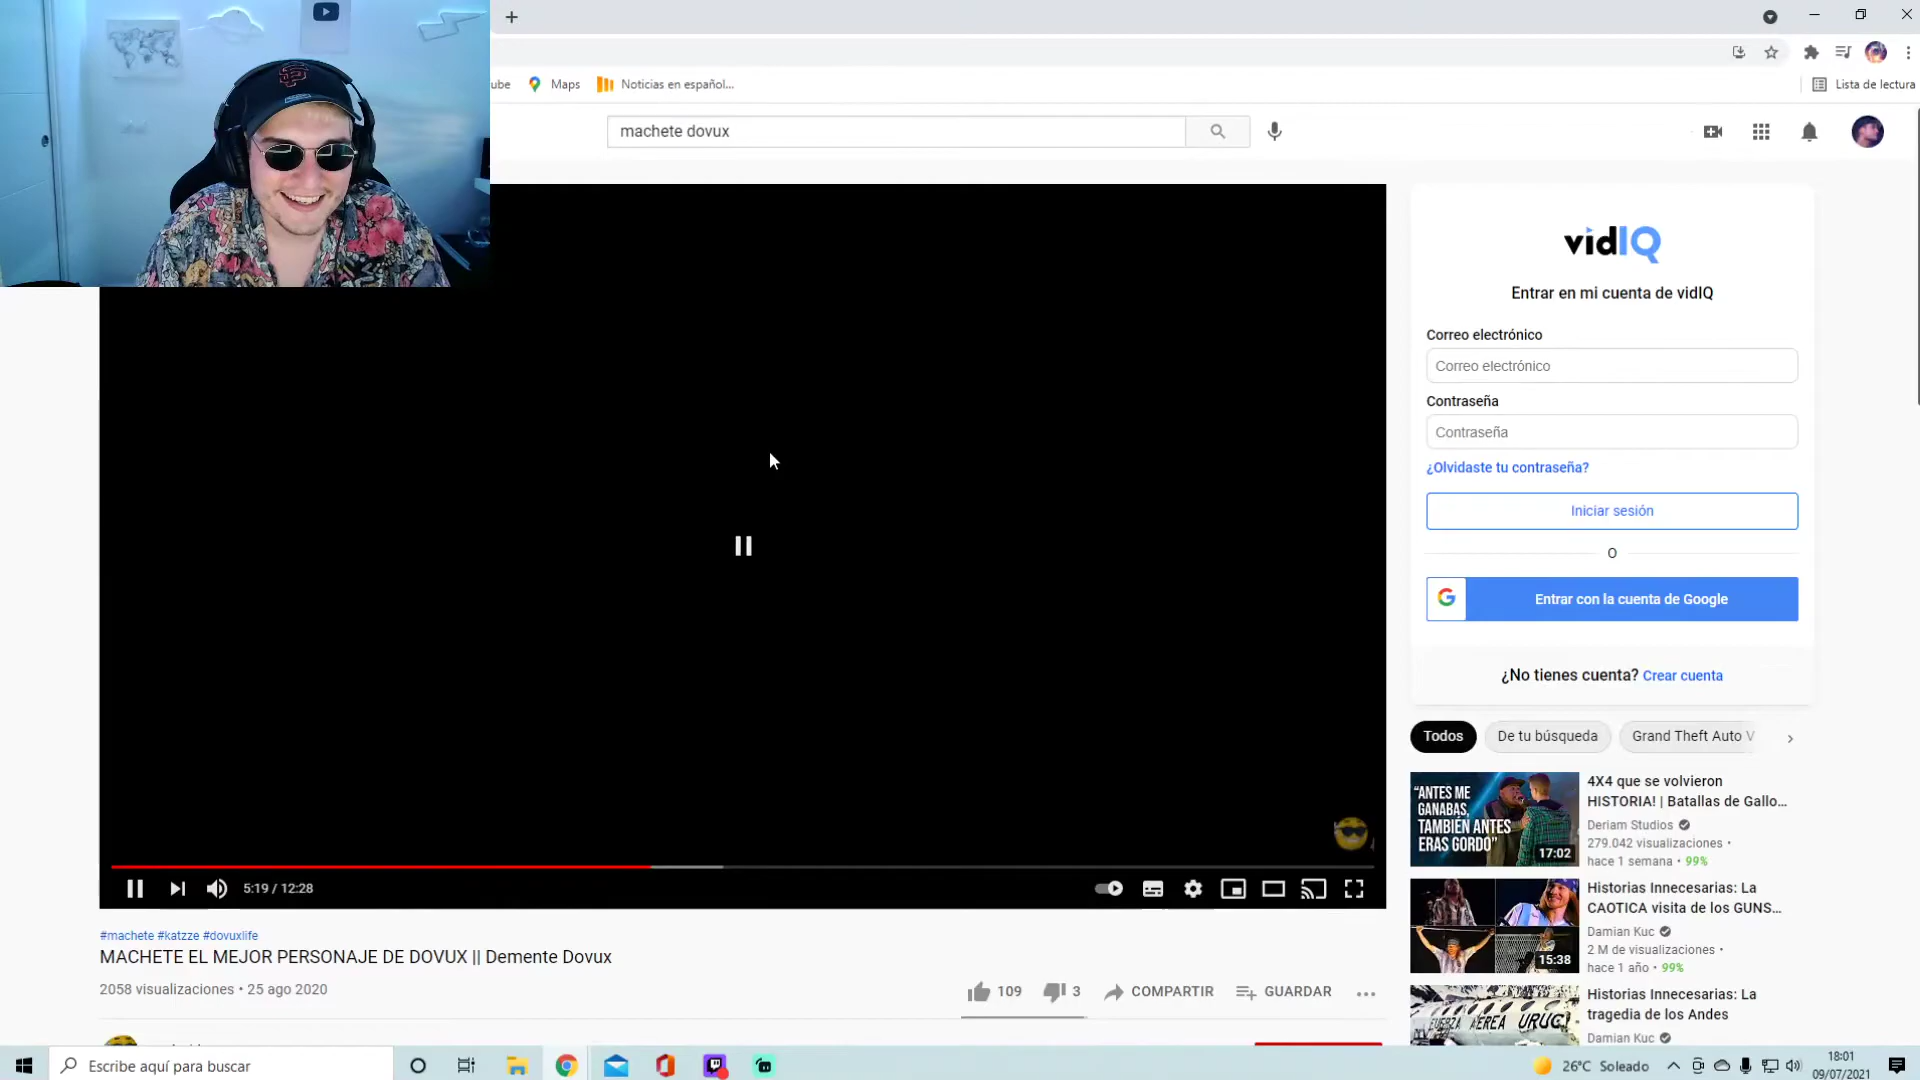 ube
Maps
Noticias en español...
Lista de lectura
machete dovux
vidIQ
Entrar en mi cuenta de vidIQ
Correo electrónico
Correo electrónico
Contraseña
Contraseña
¿Olvidaste tu contraseña?
Iniciar sesión
O
Entrar con la cuenta de Google
¿No tienes cuenta? Crear cuenta
Todos
De tu búsqueda
Grand Theft Auto V
"ANTES ME
GANABAS,
TAMBIÉN ANTES
ERAS GORDO"
17:02
4X4 que se volvieron
HISTORIA! | Batallas de Gallo...
Deriam Studios
279.042 visualizaciones •
hace 1 semana • 99%
15:38
Historias Innecesarias: La
CAOTICA visita de los GUNS...
Damian Kuc
2 M de visualizaciones •
hace 1 año • 99%
FUERZA AEREA URUG
Historias Innecesarias: La
tragedia de los Andes
Damian Kuc
5:19 / 12:28
#machete #katzze #dovuxlife
MACHETE EL MEJOR PERSONAJE DE DOVUX || Demente Dovux
2058 visualizaciones • 25 ago 2020
109
3
COMPARTIR
GUARDAR
Escribe aquí para buscar
26°C Soleado
18:01
09/07/2021